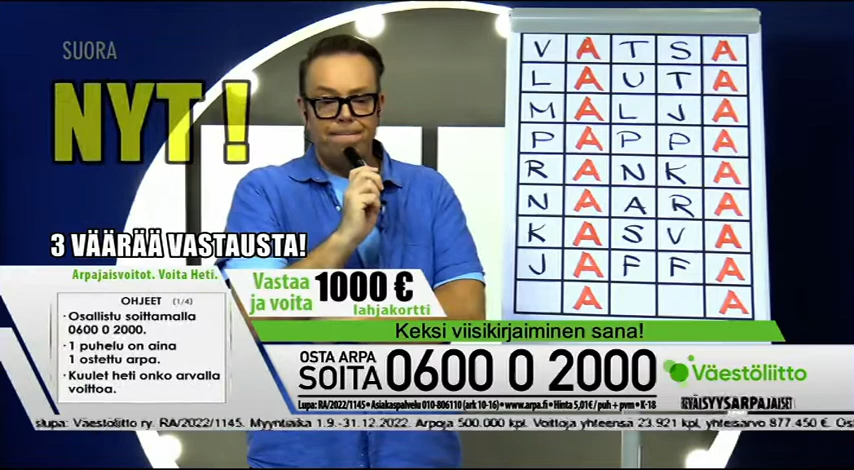 SUORA
NYT !
3 VÄÄRÄÄ VASTAUSTA!
V A T S A
L A U T A
M A L J A
P A P P A
R A N K A
N A A R A
K A S V A
J A F F A
A A
Arpajaisvoitot. Voita Heti.
OHJEET (1/4)
·Osallistu soittamalla
0600 0 2000.
·1 puhelu on aina
1 ostettu arpa.
·Kuulet heti onko arvalla
voittoa.
Vastaa
ja voita
1000 €
lahjakortti
Keksi viisikirjaiminen sana!
OSTA ARPA
SOITA 0600 0 2000
Väestöliitto
Lupa: RA/2022/1145 • Asiakaspalvelu 010-806110 (ark 10-16) • www.arpa.fi • Hinta 5,01€/puh + pvm • K-18
SYYSARPAJAISET
slupa: Väestöliitto ry. RA/2022/1145. Myyntiaika 1.9.-31.12.2022. Arpoja 500.000 kpl. Voittoja yhteensä 23.921 kpl, yhteisarvo 877.450 €.